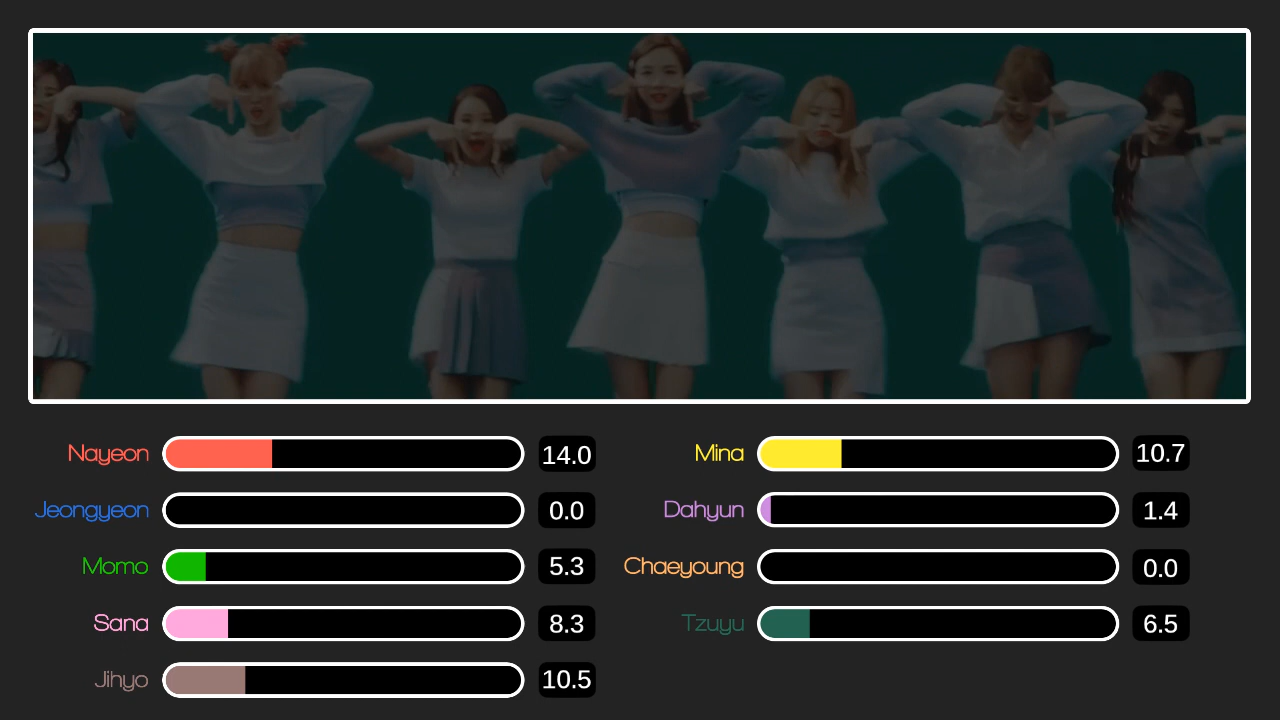 Nayeon 14.0
Jeongyeon 0.0
Momo 5.3
Sana 8.3
Jihyo 10.5
Mina 10.7
Dahyun 1.4
Chaeyoung 0.0
Tzuyu 6.5